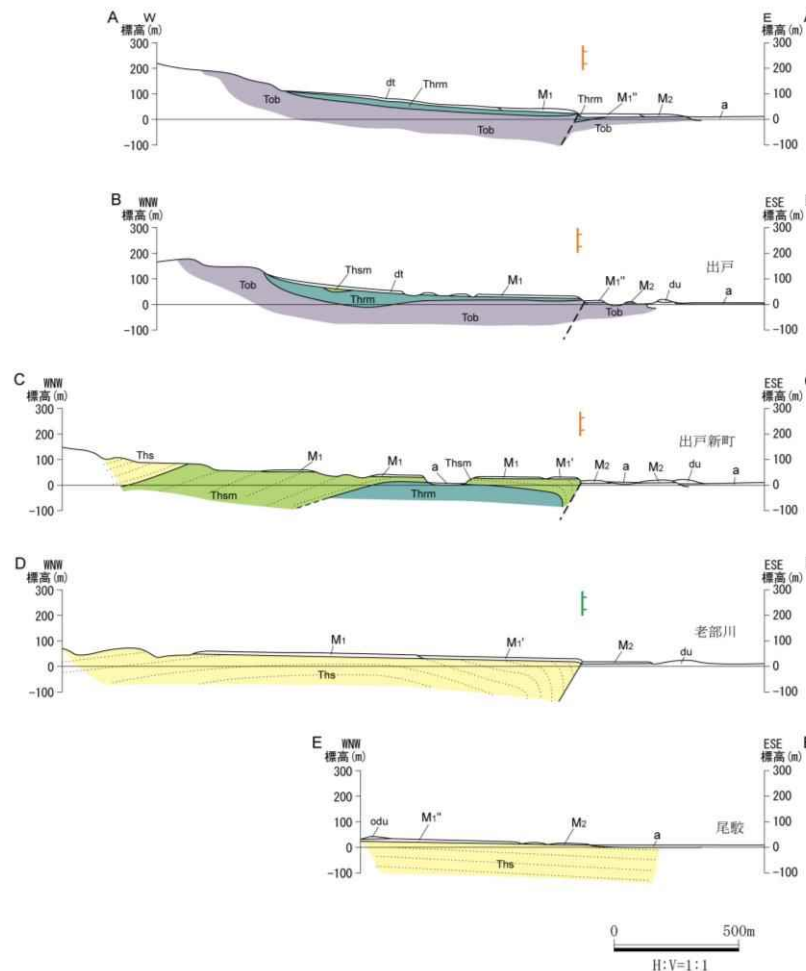 A W E A
標高(m) 標高(m)
300 300
200 200
100 100
0 0
-100 -100
dt Thrm M1 Thrm M1" M2 a
Tob Tob Tob
B WNW ESE
標高(m) 標高(m)
300 300
200 200
100 100
0 0
-100 -100
出戸
Thsm dt M1 M1" M2 du a
Tob Thrm Tob Tob
C WNW ESE
標高(m) 標高(m)
300 300
200 200
100 100
0 0
-100 -100
出戸新町
Ths M1 M1 a Thsm M1 M1' M2 a M2 du a
Thsm Thrm
D WNW ESE
標高(m) 標高(m)
300 300
200 200
100 100
0 0
-100 -100
老部川
M1 M1' M2 du
Ths
E WNW ESE
標高(m) 標高(m)
300 300
200 200
100 100
0 0
-100 -100
尾駮
odu M1" M2 a
Ths
0 500m
H:V=1:1